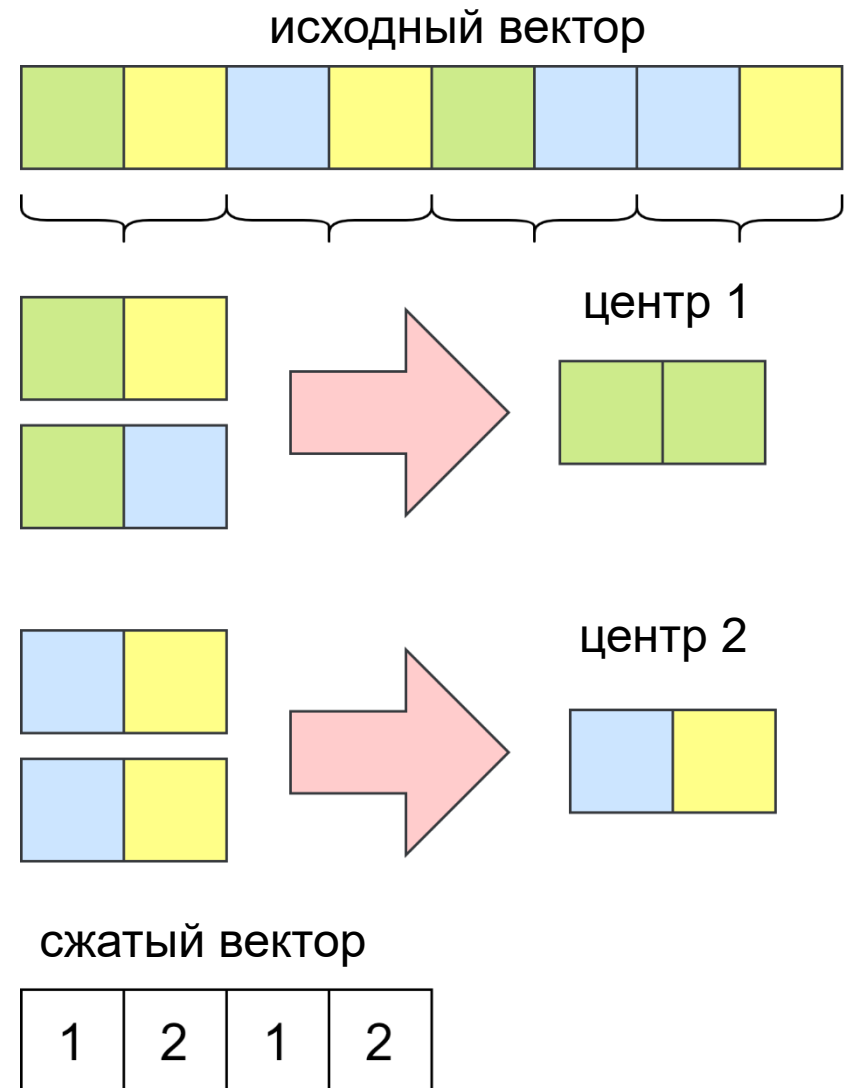 исходный вектор
центр 1
центр 2
сжатый вектор
1 2 1 2